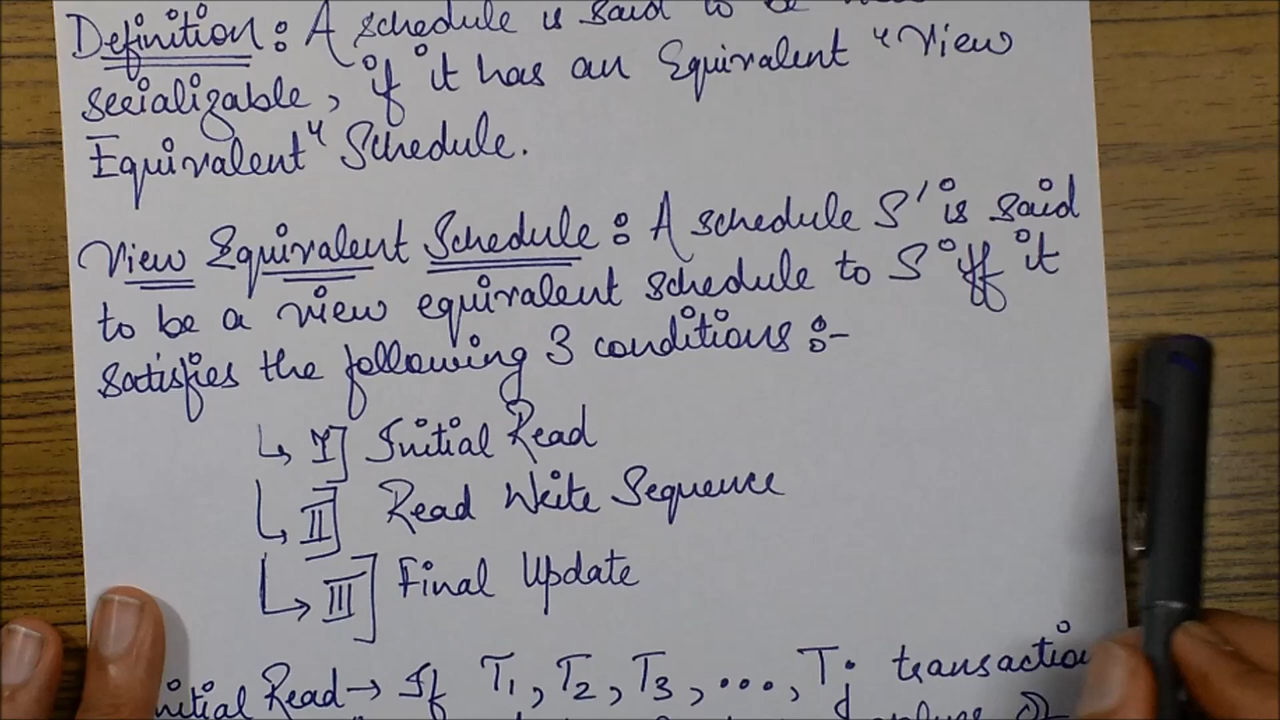 Definition : A schedule is said to be
serializable, if it has an Equivalent "View
Equivalent" Schedule.
View Equivalent Schedule : A schedule S' is said
to be a view equivalent schedule to S iff it
satisfies the following 3 conditions :-
↳ I] Initial Read
↳ II] Read Write Sequence
↳ III] Final Update
nitial Read → If T1, T2, T3, ..., Tj transaction